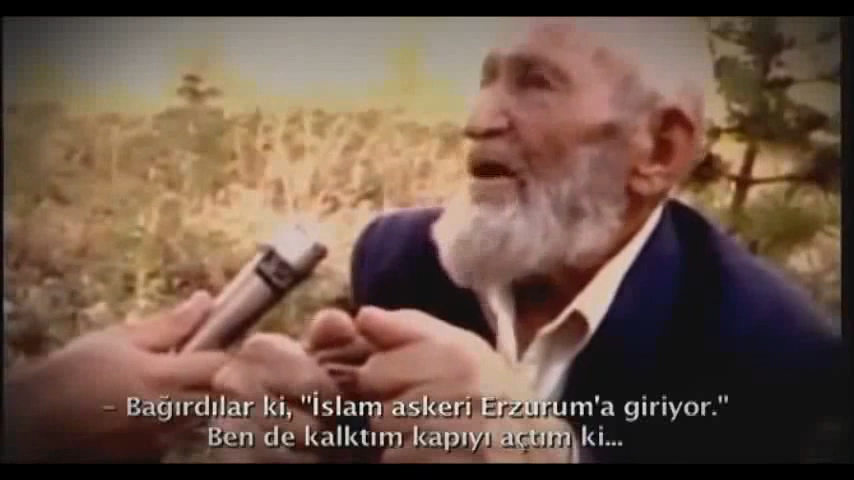 – Bağırdılar ki, "İslam askeri Erzurum'a giriyor."
Ben de kalktım kapıyı açtım ki...